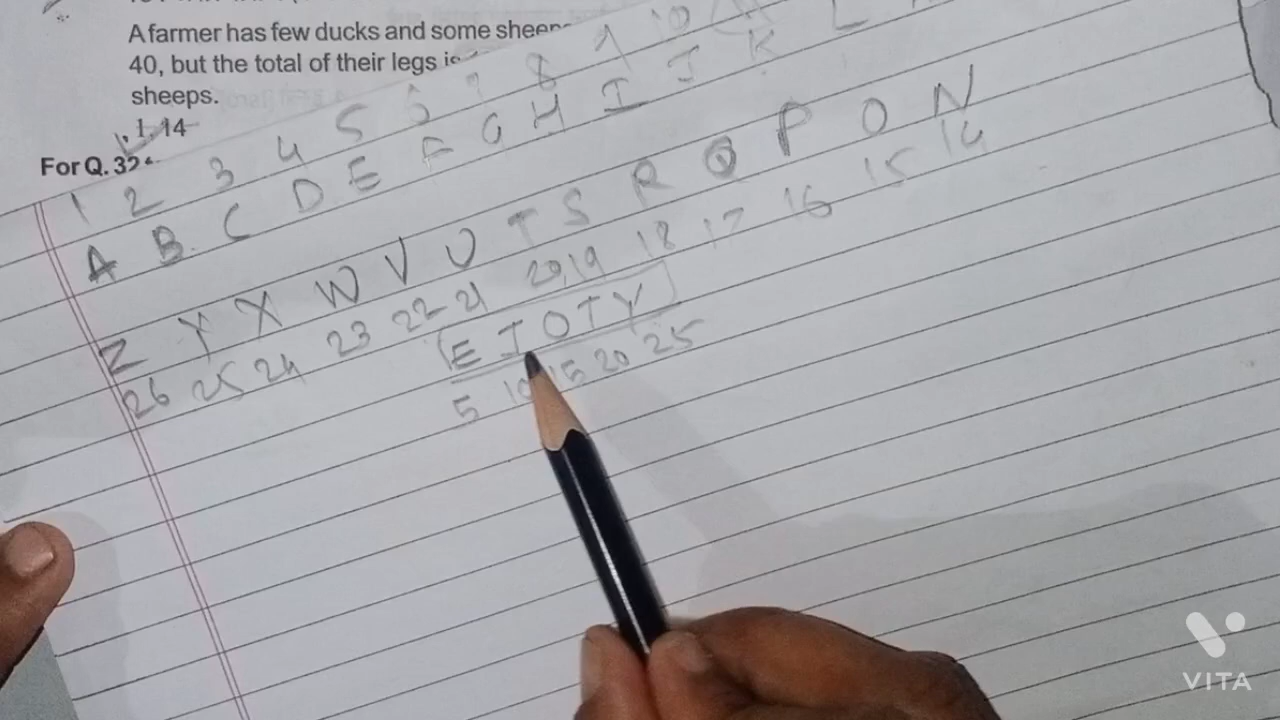 A farmer has few ducks and some
40, but the total of their legs is
sheeps.
1. 14
For Q. 32
1 2 3 4 5 6 7 8 9 10
A B C D E F G H I J K L
Z Y X W V U T S R Q P O N
26 25 24 23 22 21 20, 19 18 17 16 15 14
E J O T Y
5 10 15 20 25
VITA